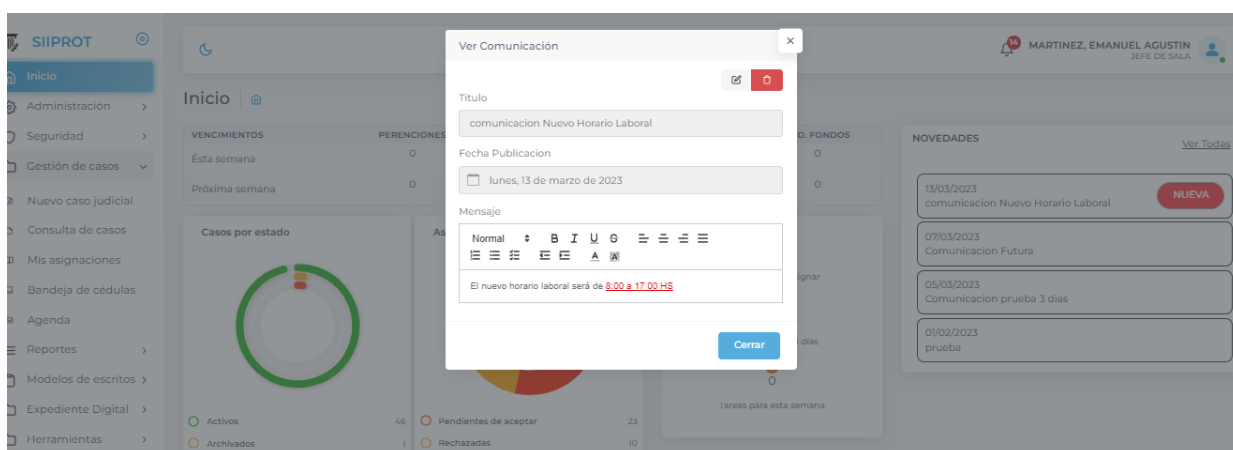 SIIPROT
Inicio
Administración
Seguridad
Gestión de casos
Nuevo caso judicial
Consulta de casos
Mis asignaciones
Bandeja de cédulas
Agenda
Reportes
Modelos de escritos
Expediente Digital
Herramientas
14
MARTINEZ, EMANUEL AGUSTIN
JEFE DE SALA
Inicio
VENCIMIENTOS PERENCIONES D. FONDOS
Ésta semana 0 0
Próxima semana 0 0
Casos por estado
Activos 46
Archivados 1
As
Pendientes de aceptar 23
Rechazadas 10
ignar
días
0
Tareas para esta semana
Ver Comunicación
Titulo
comunicacion Nuevo Horario Laboral
Fecha Publicacion
lunes, 13 de marzo de 2023
Mensaje
Normal B I U S
A A
El nuevo horario laboral será de 8:00 a 17 00 HS
Cerrar
NOVEDADES
Ver Todas
13/03/2023
comunicacion Nuevo Horario Laboral
NUEVA
07/03/2023
Comunicacion Futura
05/03/2023
Comunicacion prueba 3 dias
01/02/2023
prueba